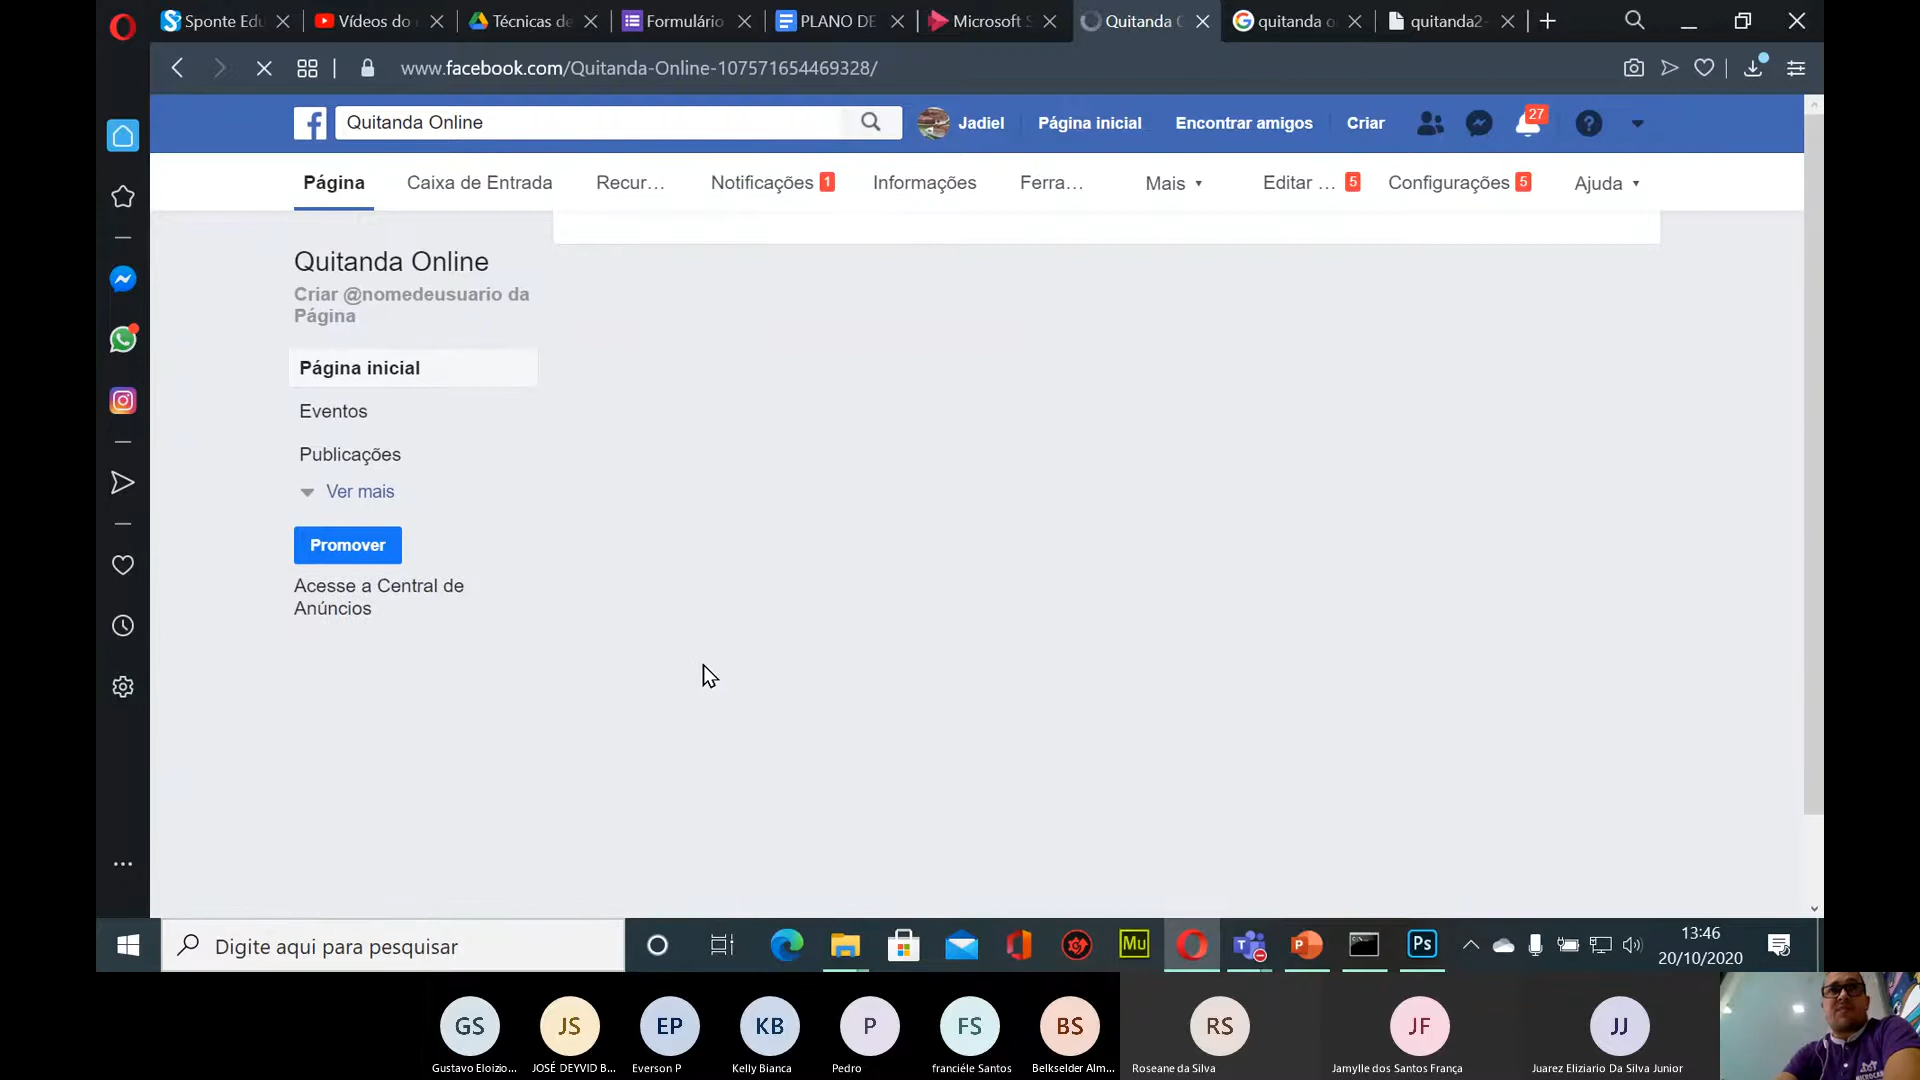 Sponte Edu
Vídeos do
Técnicas de
Formulário
PLANO DE
Microsoft S
Quitanda
quitanda o
quitanda2-
www.facebook.com/Quitanda-Online-107571654469328/
Quitanda Online
Jadiel
Página inicial
Encontrar amigos
Criar
27
Página
Caixa de Entrada
Recur...
Notificações 1
Informações
Ferra...
Mais
Editar ... 5
Configurações 5
Ajuda
Quitanda Online
Criar @nomedeusuario da
Página
Página inicial
Eventos
Publicações
Ver mais
Promover
Acesse a Central de
Anúncios
Digite aqui para pesquisar
Mu
Ps
13:46
20/10/2020
GS
JS
EP
KB
P
FS
BS
RS
JF
JJ
Gustavo Eloizio...
JOSÉ DEYVID B...
Everson P
Kelly Bianca
Pedro
franciéle Santos
Belkselder Alm...
Roseane da Silva
Jamylle dos Santos França
Juarez Eliziario Da Silva Junior